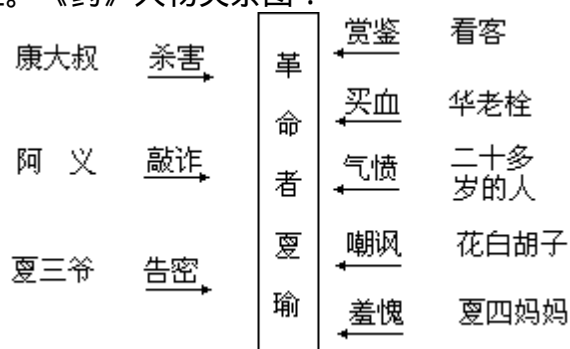 《药》人物关系图：
康大叔 杀害 革命者夏瑜 赏鉴 看客
买血 华老栓
阿 义 敲诈 气愤 二十多
岁的人
嘲讽 花白胡子
夏三爷 告密
羞愧 夏四妈妈